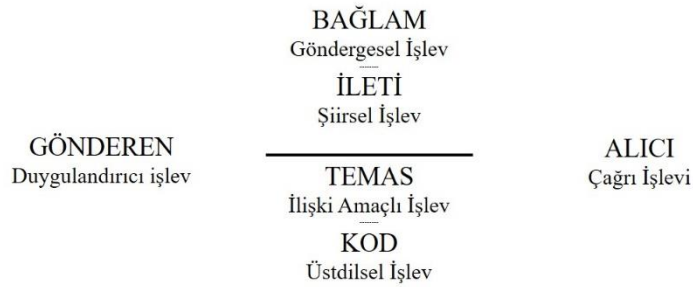 BAĞLAM
Göndergesel İşlev
İLETİ
Şiirsel İşlev
GÖNDEREN
Duygulandırıcı işlev
ALICI
Çağrı İşlevi
TEMAS
İlişki Amaçlı İşlev
KOD
Üstdilsel İşlev